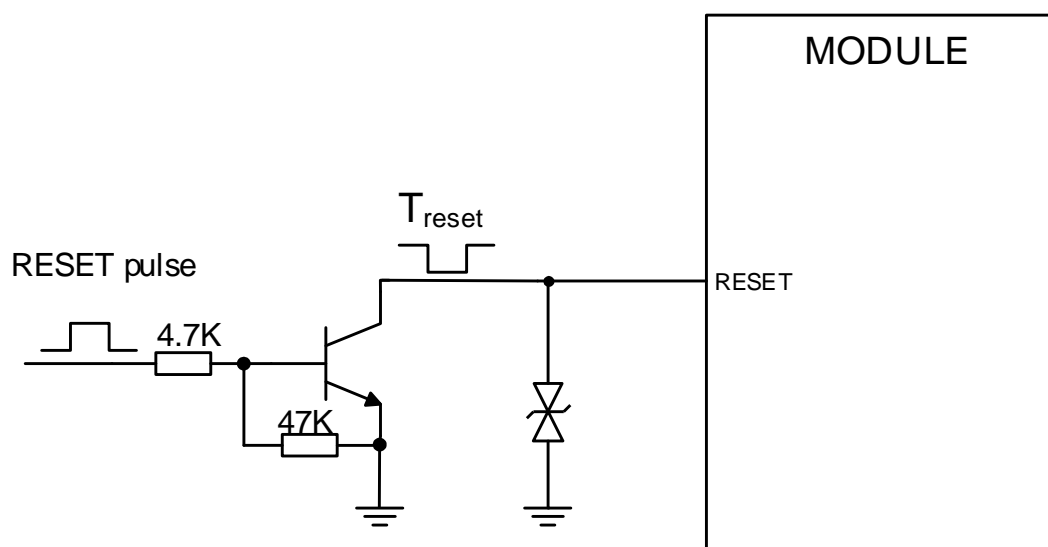 MODULE
Treset
RESET pulse
RESET
4.7K
47K